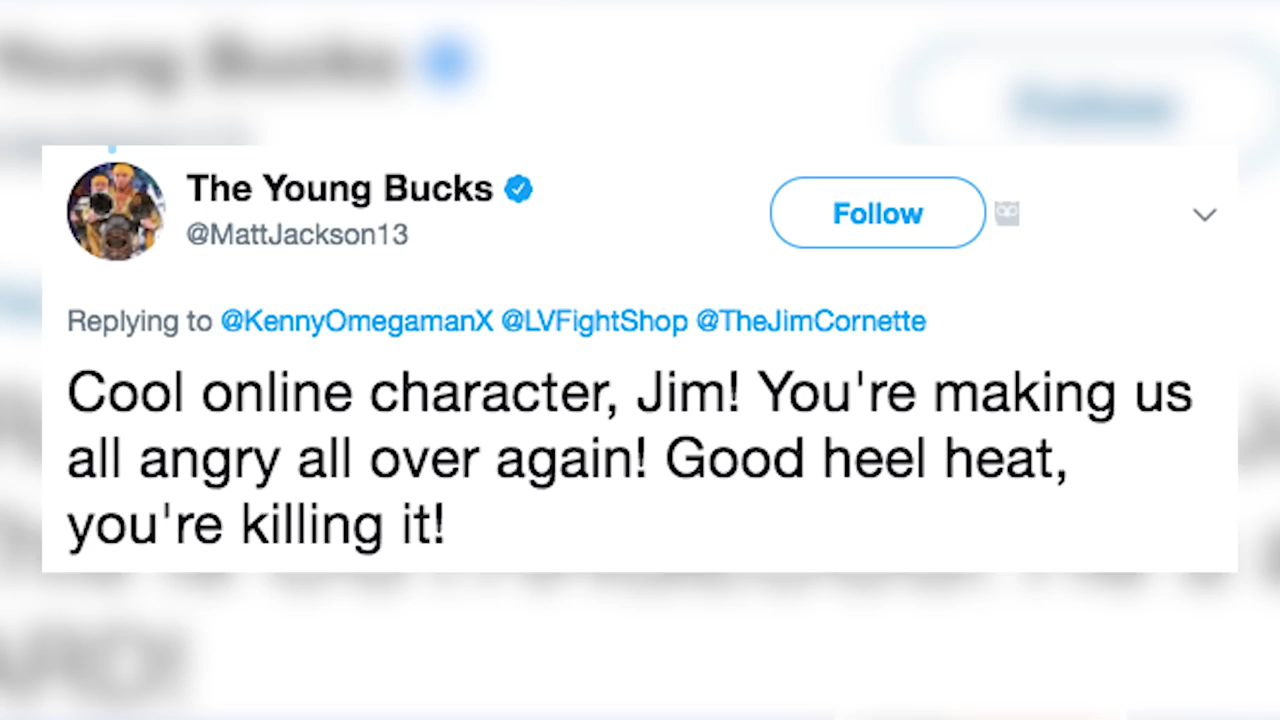 The Young Bucks
@MattJackson13
Follow
Replying to @KennyOmegamanX @LVFightShop @TheJimCornette
Cool online character, Jim! You're making us
all angry all over again! Good heel heat,
you're killing it!